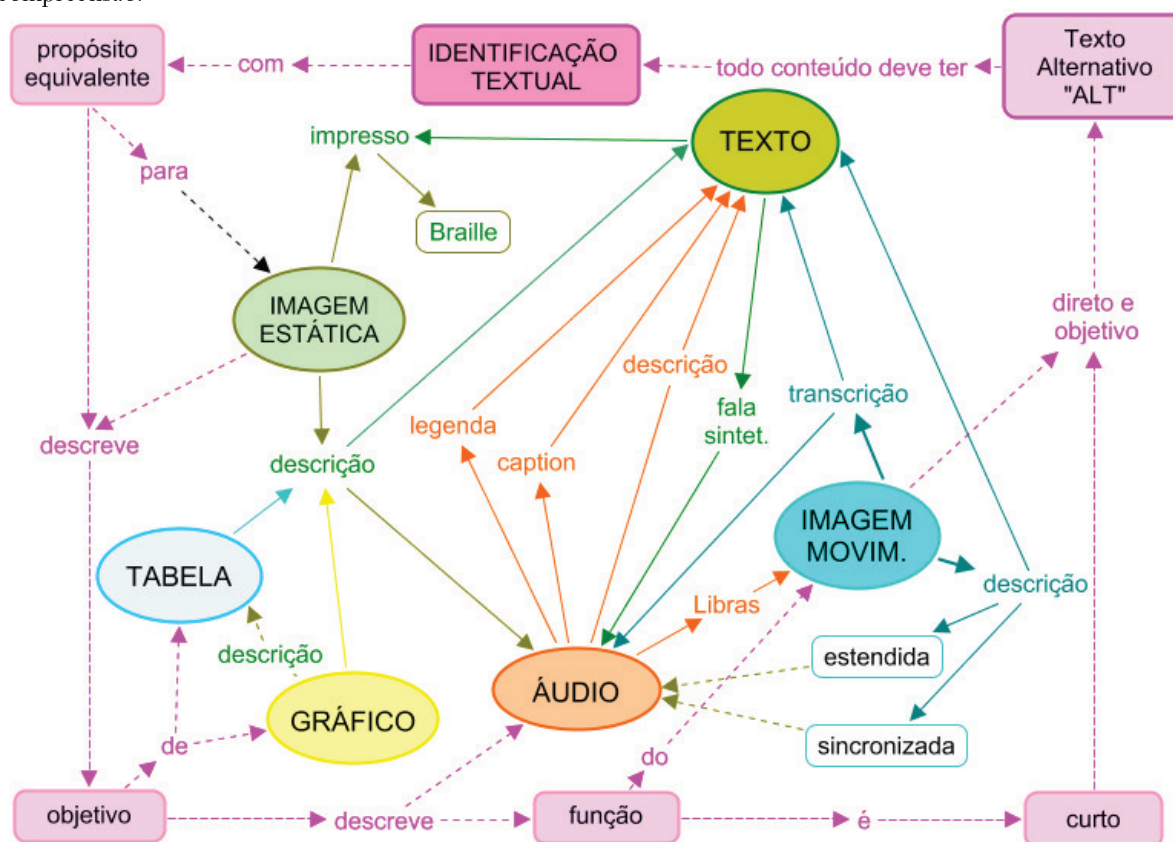 propósito
equivalente
com
IDENTIFICAÇÃO
TEXTUAL
todo conteúdo deve ter
Texto
Alternativo
"ALT"
impresso
TEXTO
para
Braille
IMAGEM
ESTÁTICA
direto e
objetivo
descrição
transcrição
legenda
fala
sintet.
descreve
descrição
caption
IMAGEM
MOVIM.
TABELA
descrição
Libras
descrição
estendida
ÁUDIO
GRÁFICO
de
sincronizada
do
objetivo
descreve
função
é
curto